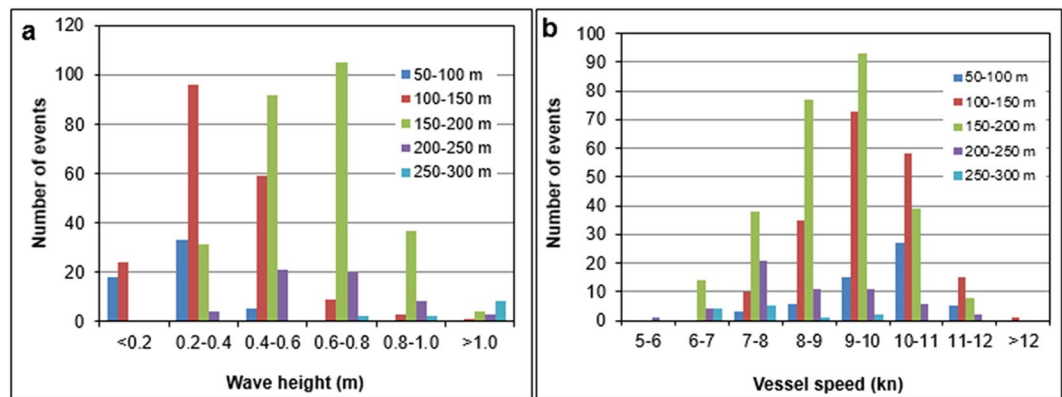 a
120
100
80
60
40
20
0
Number of events
50-100 m
100-150 m
150-200 m
200-250 m
250-300 m
<0.2 0.2-0.4 0.4-0.6 0.6-0.8 0.8-1.0 >1.0
Wave height (m)
b
100
90
80
70
60
50
40
30
20
10
0
Number of events
50-100 m
100-150 m
150-200 m
200-250 m
250-300 m
5-6 6-7 7-8 8-9 9-10 10-11 11-12 >12
Vessel speed (kn)